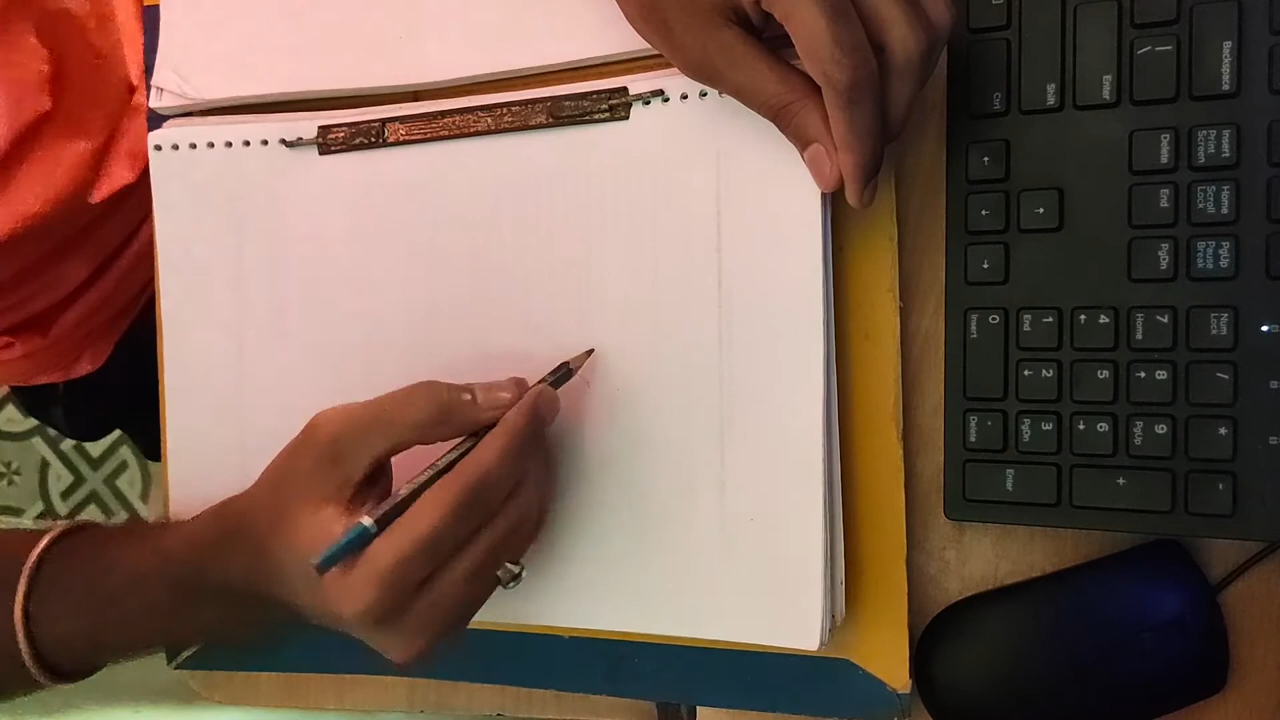 Backspace
\ |
Enter
Shift
Ctrl
Insert
Print
Screen
Delete
Home
Scroll
Lock
End
PgUp
Pause
Break
PgDn
↑
← ↓ →
Num
Lock
/
*
-
7
Home
8
↑
9
PgUp
+
4
←
5
6
→
1
End
2
↓
3
PgDn
Enter
0
Insert
.
Delete